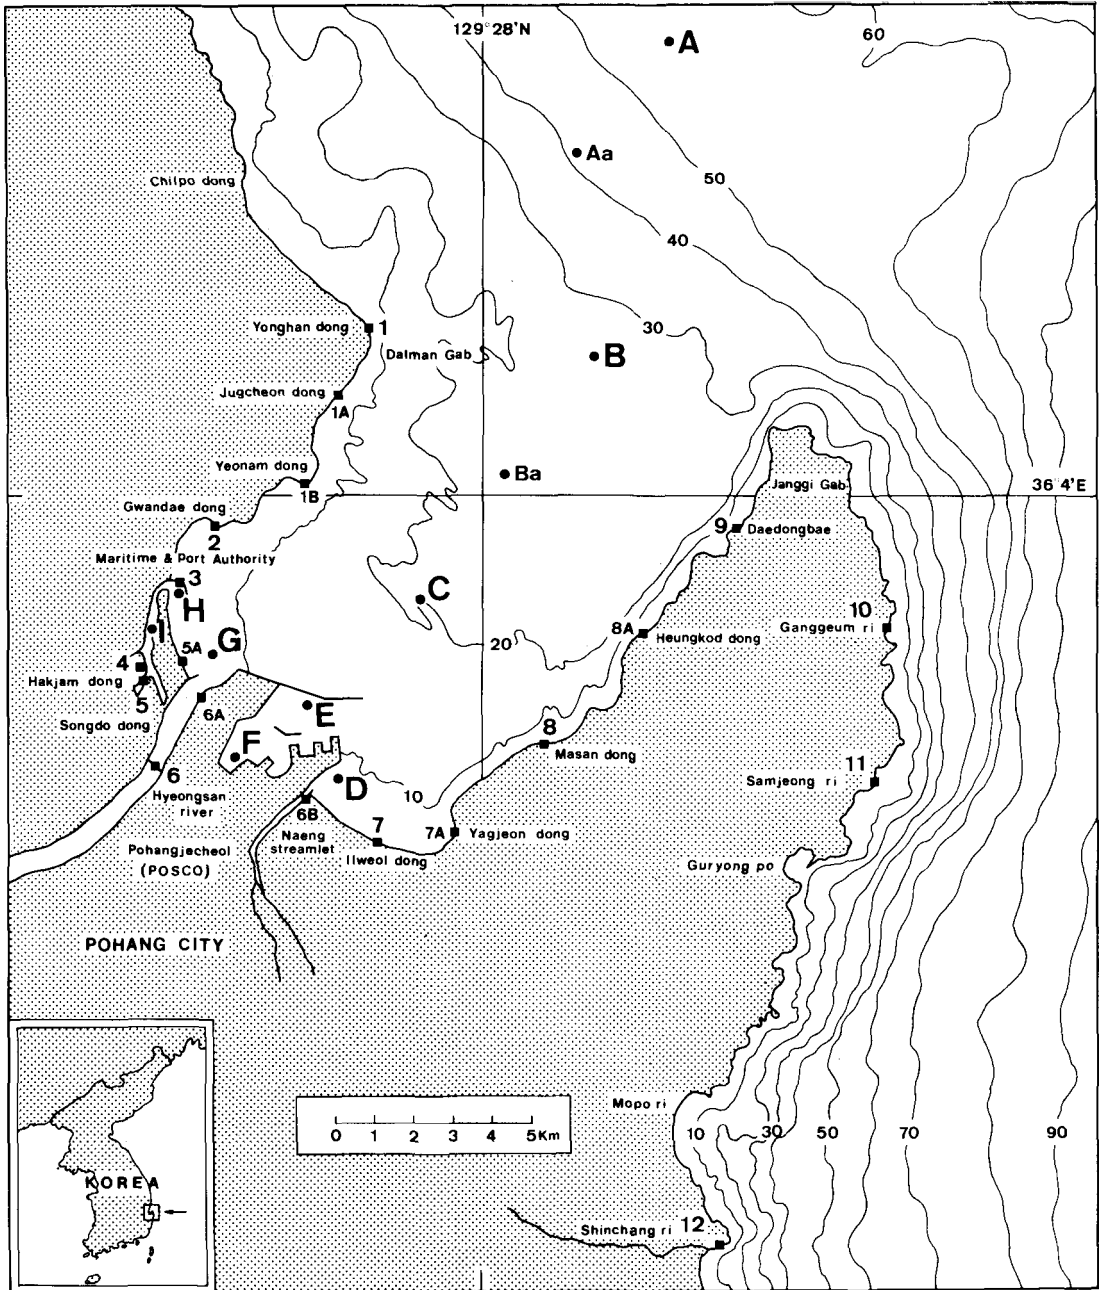 129°28'N
A
60
Aa
50
Chilpo dong
40
Yonghan dong
1
30
Dalman Gab
B
Jugcheon dong
1A
Yeonam dong
1B
Ba
Janggi Gab
36°4'E
Gwandae dong
2
9
Daedongbae
Maritime & Port Authority
3
H
C
10
Ganggeum ri
I
8A
Heungkod dong
20
5A
G
4
Hakjam dong
5
6A
Songdo dong
E
8
Masan dong
F
6
Hyeongsan
river
D
11
Samjeong ri
10
6B
Naeng
streamlet
7
7A
Yagjeon dong
Ilweol dong
Pohangjecheol
(POSCO)
Guryong po
POHANG CITY
Mopo ri
0 1 2 3 4 5Km
10
30
50
70
90
KOREA
Shinchang ri
12